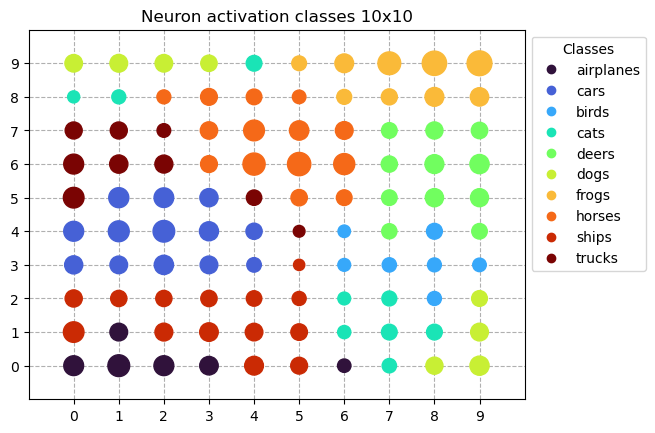 Neuron activation classes 10x10
9
8
7
6
5
4
3
2
1
0
0 1 2 3 4 5 6 7 8 9
Classes
airplanes
cars
birds
cats
deers
dogs
frogs
horses
ships
trucks